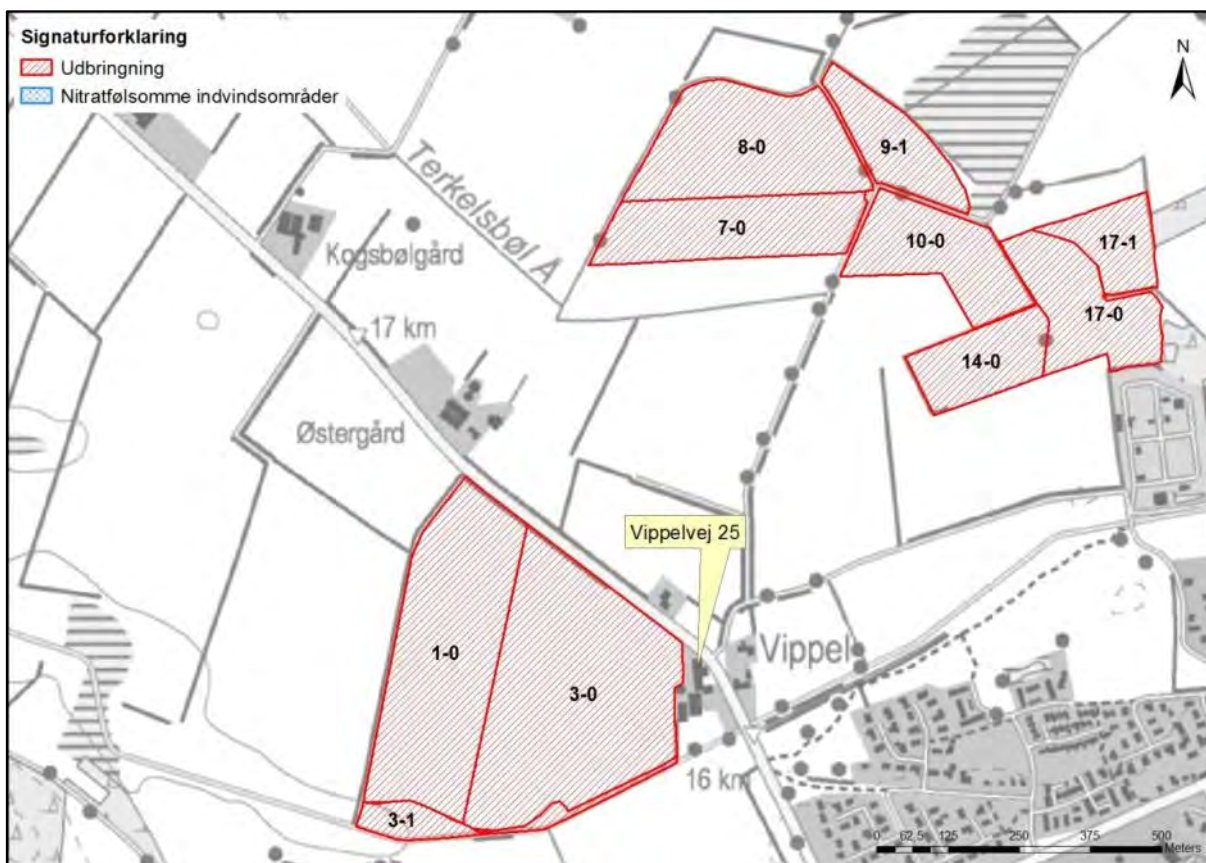 Signaturforklaring
Udbringning
Nitratfølsomme indvindsområder
N
8-0
9-1
Terkelsbøl Å
7-0
10-0
17-1
Kogsbølgård
17 km
17-0
14-0
Østergård
Vippelvej 25
1-0
Vippel
3-0
16 km
3-1
0 62,5 125 250 375 500
Meters